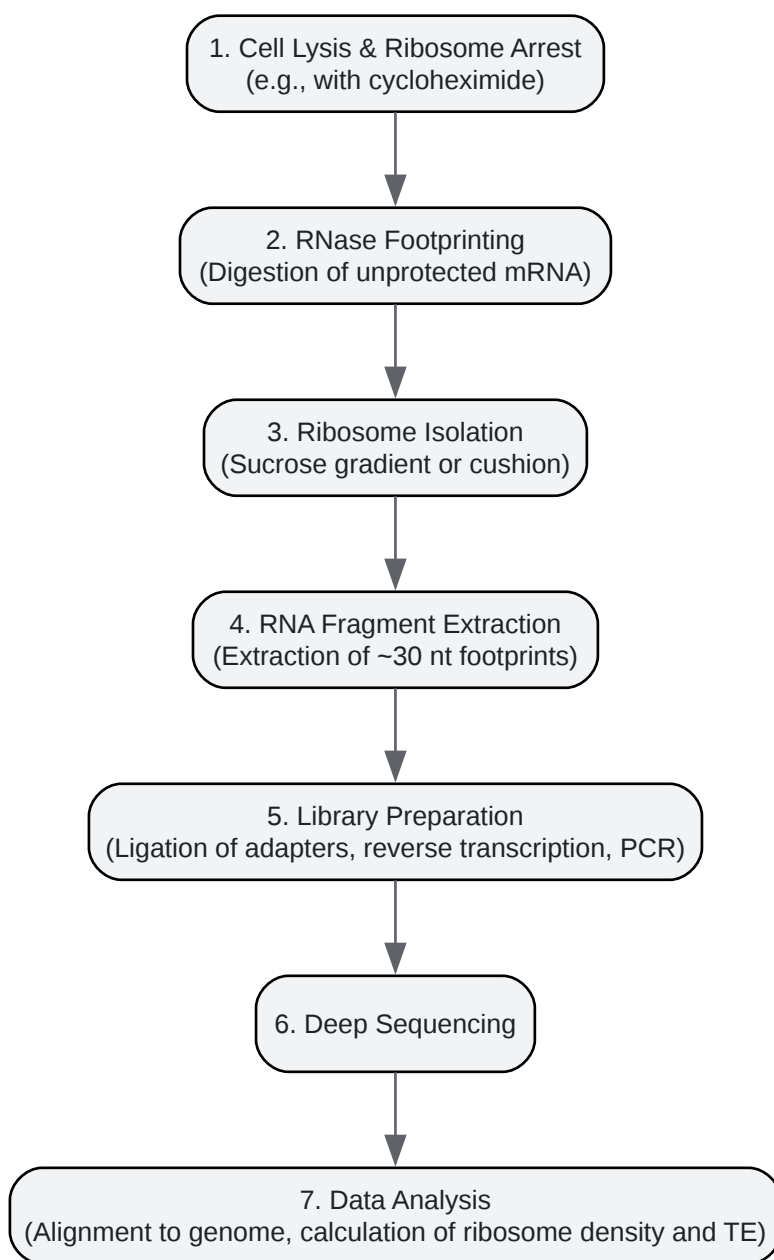 1. Cell Lysis & Ribosome Arrest
(e.g., with cycloheximide)
2. RNase Footprinting
(Digestion of unprotected mRNA)
3. Ribosome Isolation
(Sucrose gradient or cushion)
4. RNA Fragment Extraction
(Extraction of ~30 nt footprints)
5. Library Preparation
(Ligation of adapters, reverse transcription, PCR)
6. Deep Sequencing
7. Data Analysis
(Alignment to genome, calculation of ribosome density and TE)